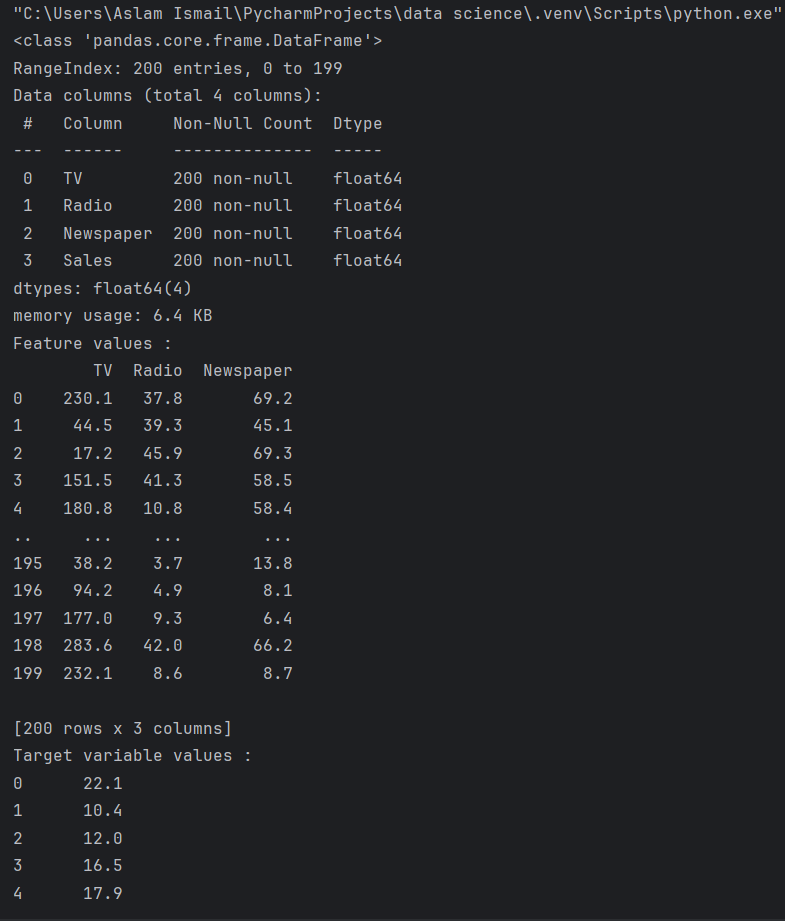 "C:\Users\Aslam Ismail\PycharmProjects\data science\.venv\Scripts\python.exe"
<class 'pandas.core.frame.DataFrame'>
RangeIndex: 200 entries, 0 to 199
Data columns (total 4 columns):
 #   Column     Non-Null Count  Dtype
---  ------     --------------  -----
 0   TV         200 non-null    float64
 1   Radio      200 non-null    float64
 2   Newspaper  200 non-null    float64
 3   Sales      200 non-null    float64
dtypes: float64(4)
memory usage: 6.4 KB
Feature values :
        TV  Radio  Newspaper
0    230.1   37.8       69.2
1     44.5   39.3       45.1
2     17.2   45.9       69.3
3    151.5   41.3       58.5
4    180.8   10.8       58.4
..     ...    ...        ...
195   38.2    3.7       13.8
196   94.2    4.9        8.1
197  177.0    9.3        6.4
198  283.6   42.0       66.2
199  232.1    8.6        8.7
[200 rows x 3 columns]
Target variable values :
0      22.1
1      10.4
2      12.0
3      16.5
4      17.9